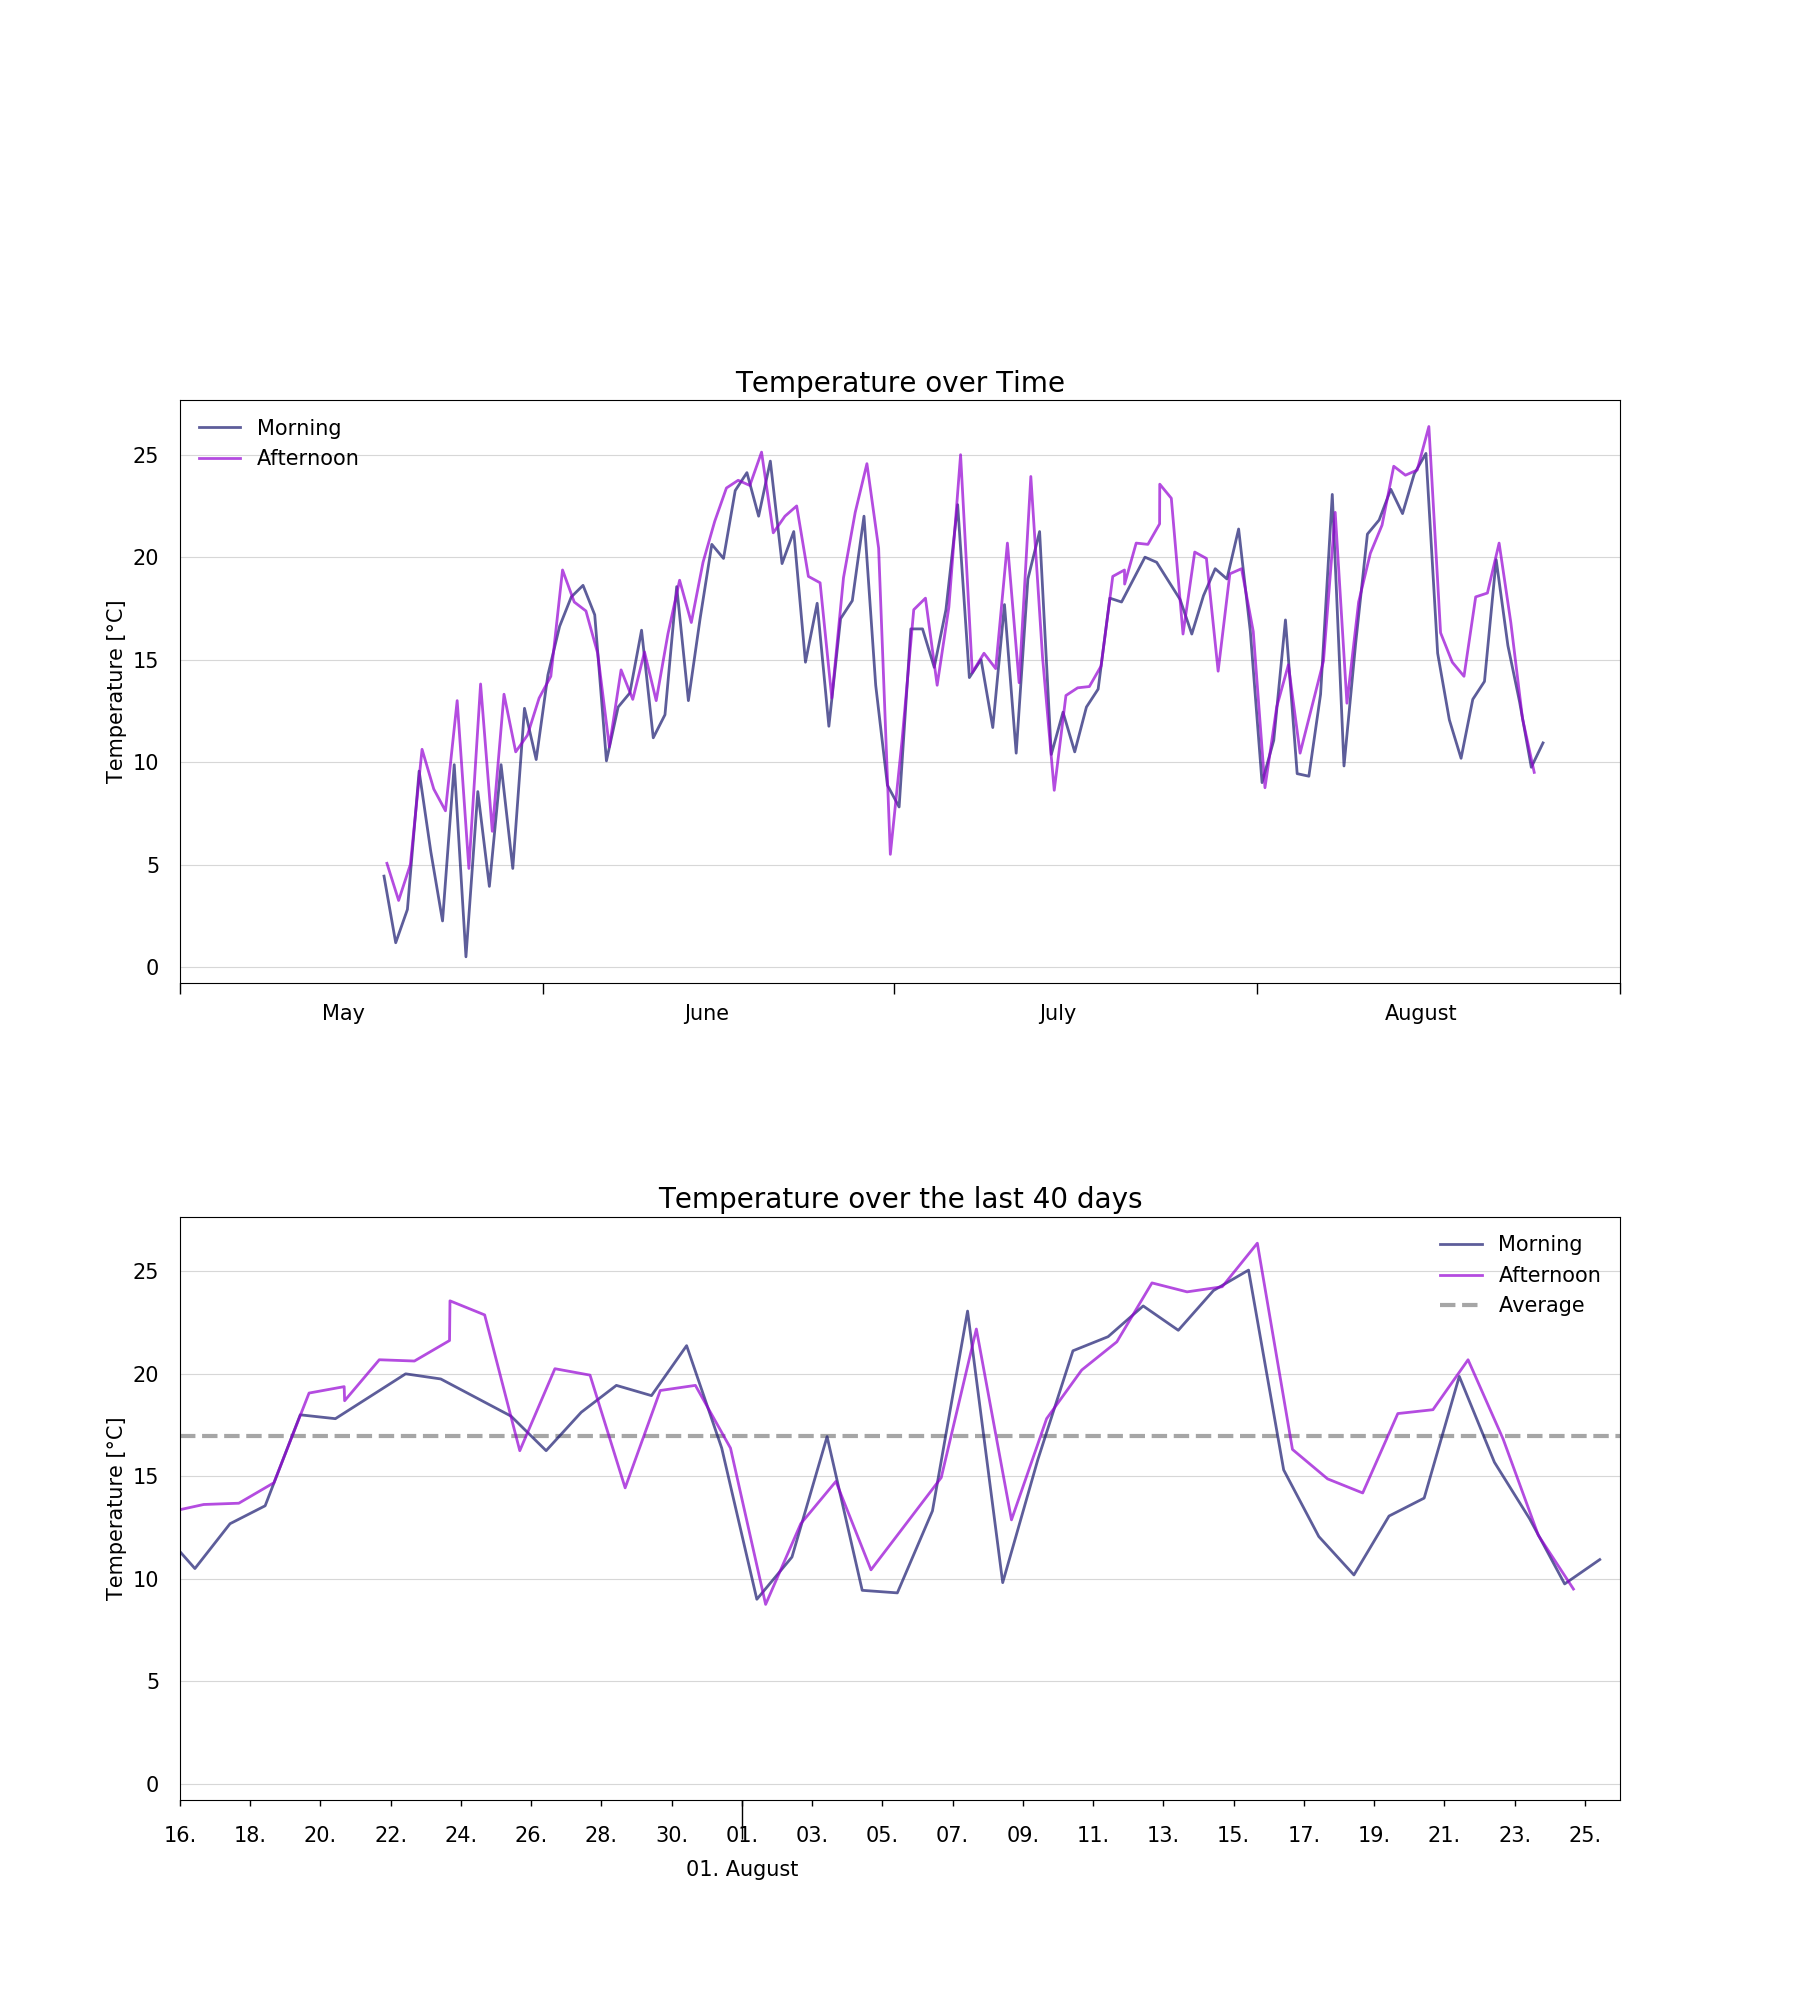 Temperature over Time
Morning
Afternoon
Temperature [°C]
25
20
15
10
5
0
May June July August
Temperature over the last 40 days
Morning
Afternoon
Average
Temperature [°C]
25
20
15
10
5
0
16. 18. 20. 22. 24. 26. 28. 30. 01. 03. 05. 07. 09. 11. 13. 15. 17. 19. 21. 23. 25.
01. August